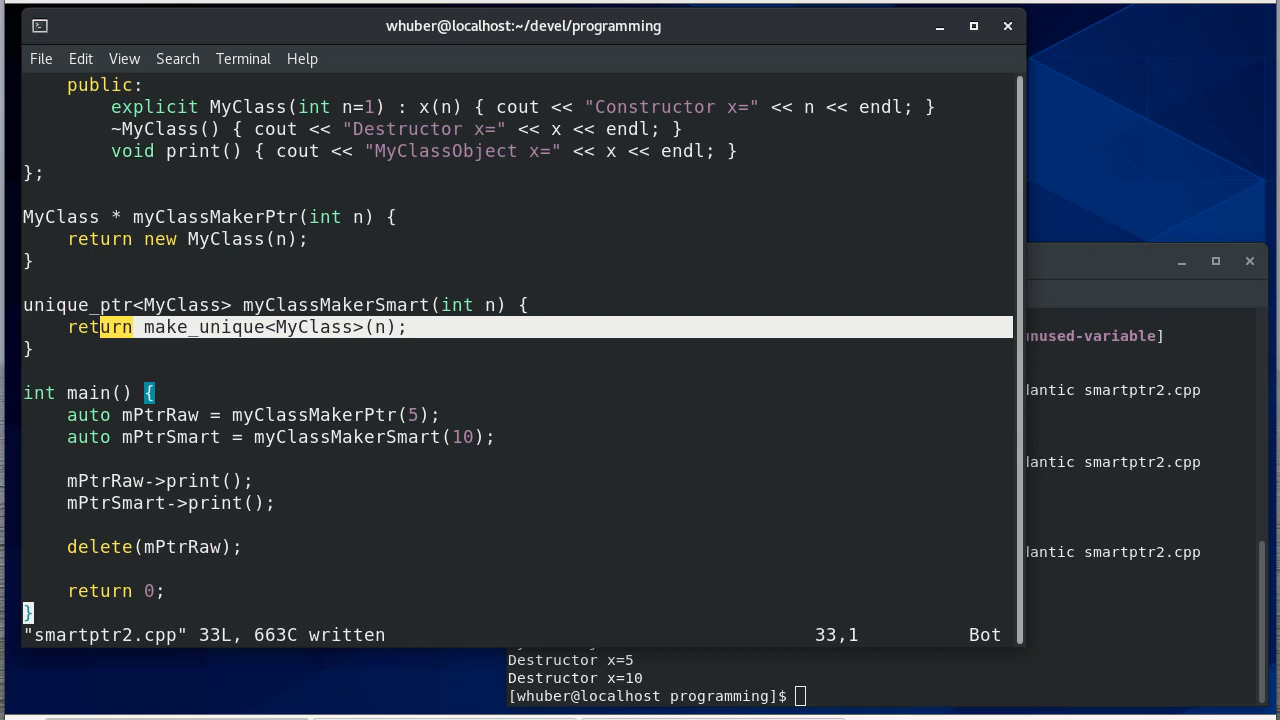 whuber@localhost:~/devel/programming
File Edit View Search Terminal Help
public:
explicit MyClass(int n=1) : x(n) { cout << "Constructor x=" << n << endl; }
~MyClass() { cout << "Destructor x=" << x << endl; }
void print() { cout << "MyClassObject x=" << x << endl; }
};
MyClass * myClassMakerPtr(int n) {
return new MyClass(n);
}
unique_ptr<MyClass> myClassMakerSmart(int n) {
return make_unique<MyClass>(n);
}
int main() {
auto mPtrRaw = myClassMakerPtr(5);
auto mPtrSmart = myClassMakerSmart(10);
mPtrRaw->print();
mPtrSmart->print();
delete(mPtrRaw);
return 0;
}
"smartptr2.cpp" 33L, 663C written 33,1 Bot
nused-variable]
dantic smartptr2.cpp
dantic smartptr2.cpp
dantic smartptr2.cpp
Destructor x=5
Destructor x=10
[whuber@localhost programming]$